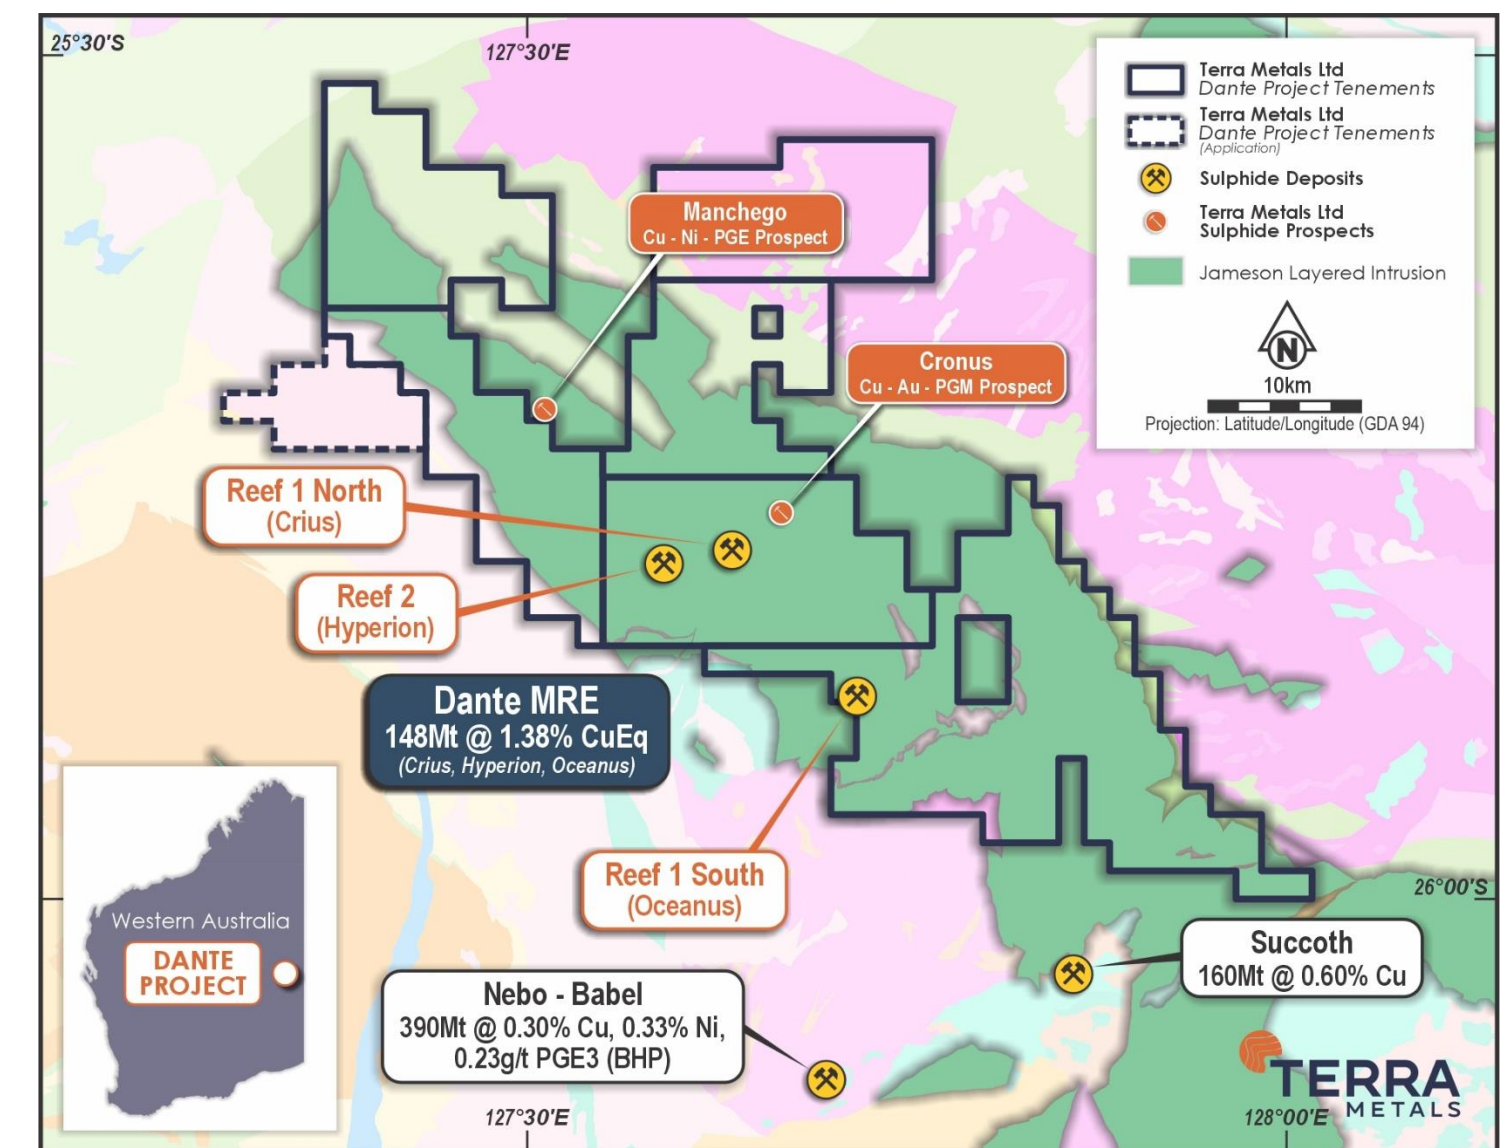 25°30'S
127°30'E
Terra Metals Ltd
Dante Project Tenements
Terra Metals Ltd
Dante Project Tenements
(Application)
Sulphide Deposits
Terra Metals Ltd
Sulphide Prospects
Jameson Layered Intrusion
N
10km
Projection: Latitude/Longitude (GDA 94)
Manchego
Cu - Ni - PGE Prospect
Cronus
Cu - Au - PGM Prospect
Reef 1 North
(Crius)
Reef 2
(Hyperion)
Dante MRE
148Mt @ 1.38% CuEq
(Crius, Hyperion, Oceanus)
Reef 1 South
(Oceanus)
26°00'S
Western Australia
DANTE
PROJECT
Succoth
160Mt @ 0.60% Cu
Nebo - Babel
390Mt @ 0.30% Cu, 0.33% Ni,
0.23g/t PGE3 (BHP)
TERRA
METALS
127°30'E
128°00'E